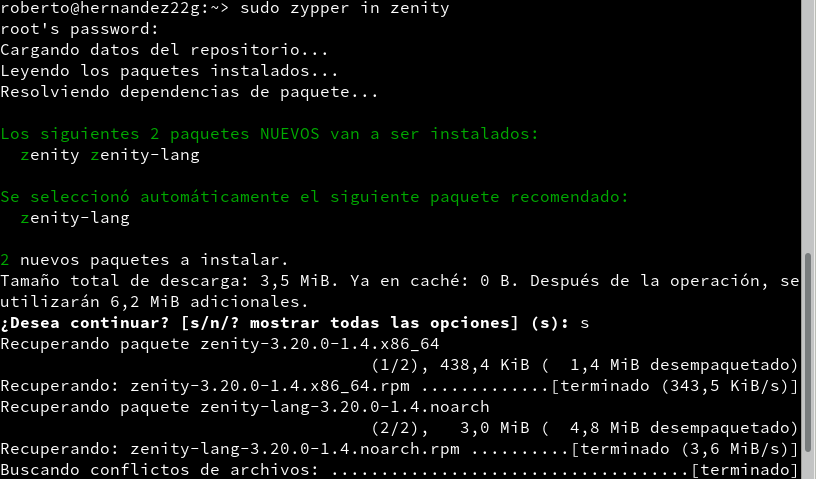 roberto@hernandez22g:~> sudo zypper in zenity
root's password:
Cargando datos del repositorio...
Leyendo los paquetes instalados...
Resolviendo dependencias de paquete...
Los siguientes 2 paquetes NUEVOS van a ser instalados:
zenity zenity-lang
Se seleccionó automáticamente el siguiente paquete recomendado:
zenity-lang
2 nuevos paquetes a instalar.
Tamaño total de descarga: 3,5 MiB. Ya en caché: 0 B. Después de la operación, se
utilizarán 6,2 MiB adicionales.
¿Desea continuar? [s/n/? mostrar todas las opciones] (s): s
Recuperando paquete zenity-3.20.0-1.4.x86_64
(1/2), 438,4 KiB (  1,4 MiB desempaquetado)
Recuperando: zenity-3.20.0-1.4.x86_64.rpm .............[terminado (343,5 KiB/s)]
Recuperando paquete zenity-lang-3.20.0-1.4.noarch
(2/2),   3,0 MiB (  4,8 MiB desempaquetado)
Recuperando: zenity-lang-3.20.0-1.4.noarch.rpm ..........[terminado (3,6 MiB/s)]
Buscando conflictos de archivos: ....................................[terminado]